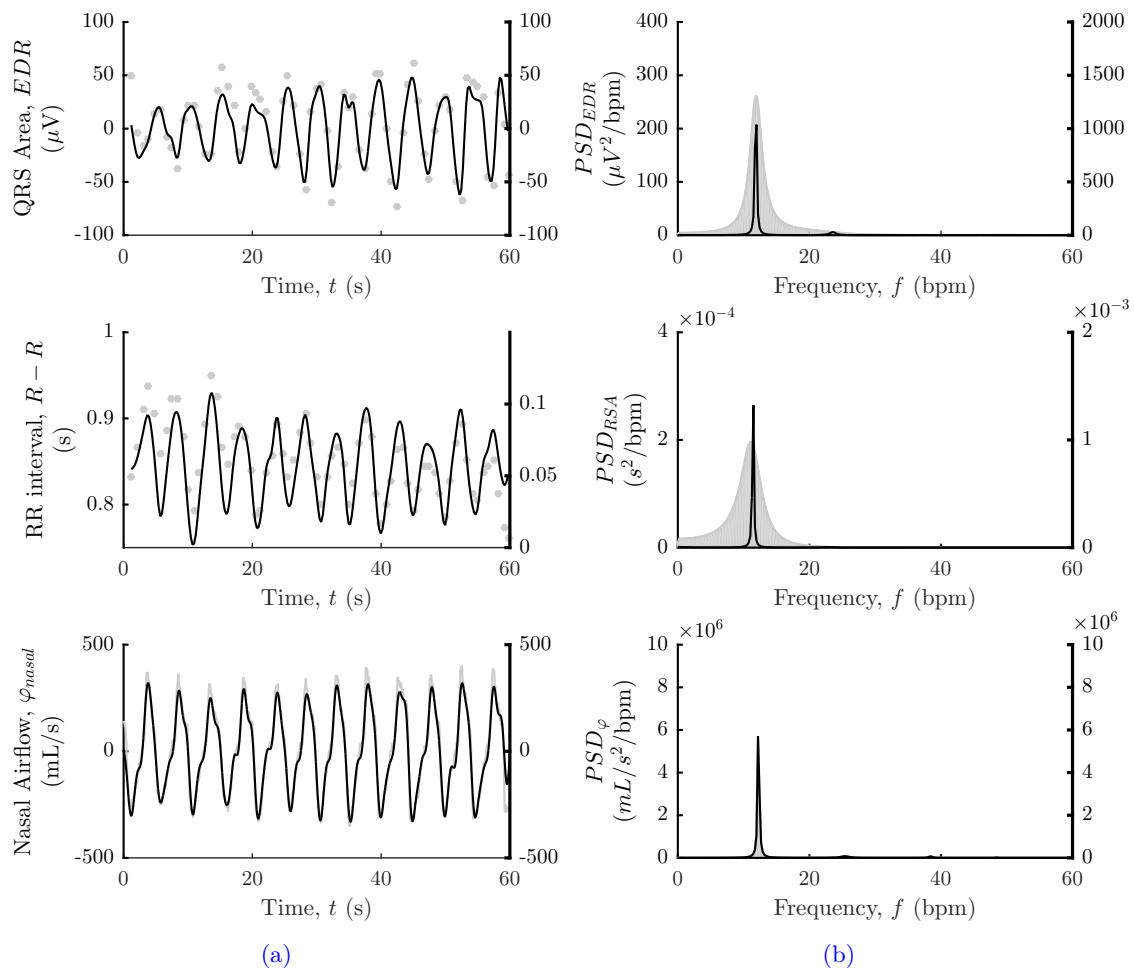 QRS Area, EDR
(μV)
100
50
0
-50
-100
100
50
0
-50
-100
0 20 40 60
Time, t (s)
PSD_EDR
(μV²/bpm)
400
300
200
100
0
2000
1500
1000
500
0
0 20 40 60
Frequency, f (bpm)
RR interval, R − R
(s)
1
0.9
0.8
0.1
0.05
0
0 20 40 60
Time, t (s)
PSD_RSA
(s²/bpm)
×10⁻⁴
4
2
0
×10⁻³
2
1
0
0 20 40 60
Frequency, f (bpm)
Nasal Airflow, φ_nasal
(mL/s)
500
0
-500
500
0
-500
0 20 40 60
Time, t (s)
PSD_φ
(mL/s²/bpm)
×10⁶
10
8
6
4
2
0
×10⁶
10
8
6
4
2
0
0 20 40 60
Frequency, f (bpm)
(a)
(b)